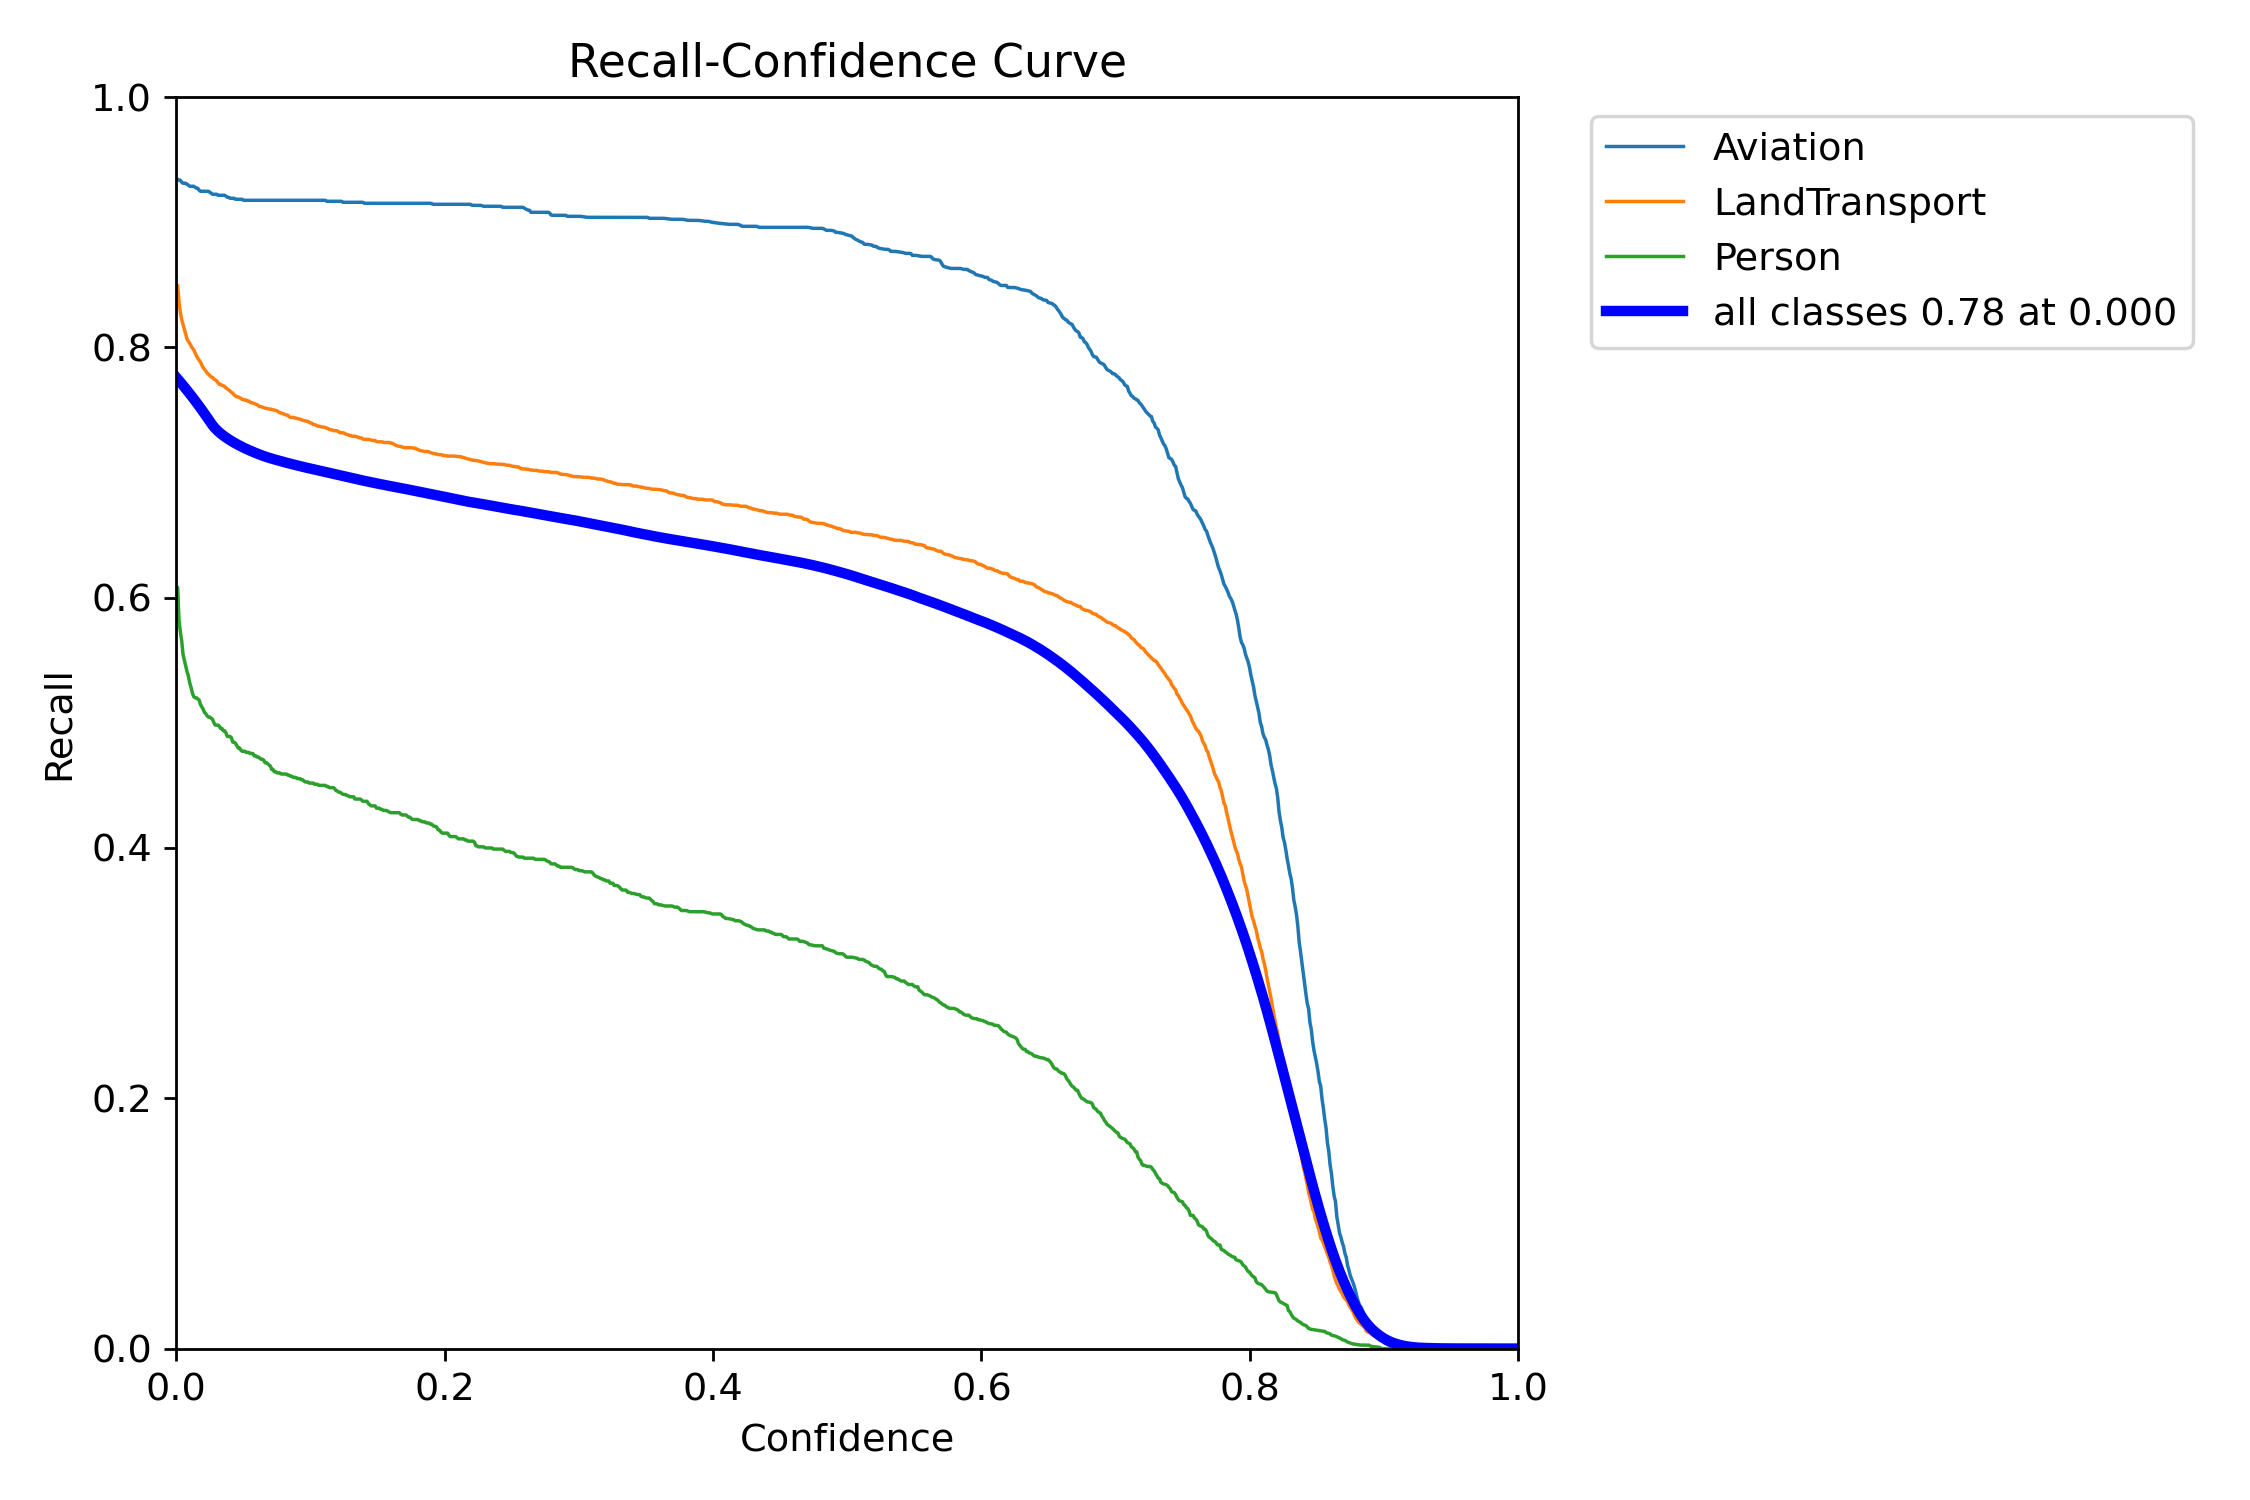 Recall-Confidence Curve
1.0
0.8
0.6
0.4
0.2
0.0
Recall
0.0 0.2 0.4 0.6 0.8 1.0
Confidence
Aviation
LandTransport
Person
all classes 0.78 at 0.000